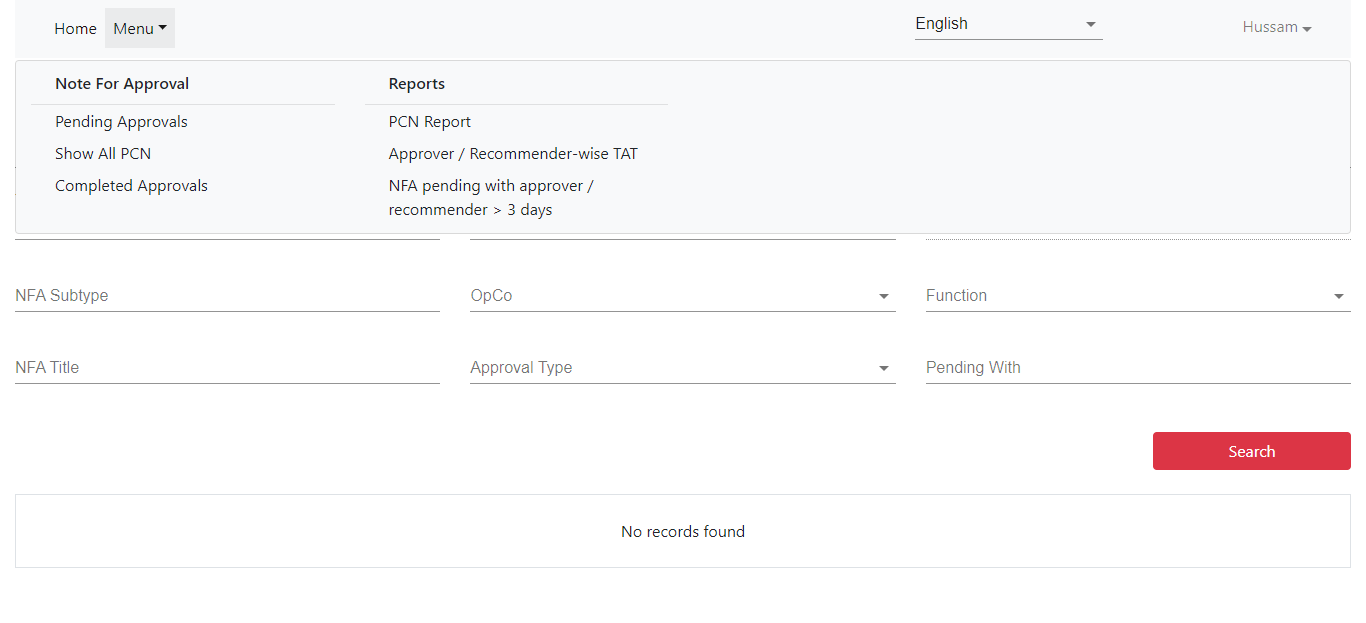 Home Menu English Hussam
Note For Approval Reports
Pending Approvals PCN Report
Show All PCN Approver / Recommender-wise TAT
Completed Approvals NFA pending with approver /
recommender > 3 days
NFA Subtype OpCo Function
NFA Title Approval Type Pending With
Search
No records found